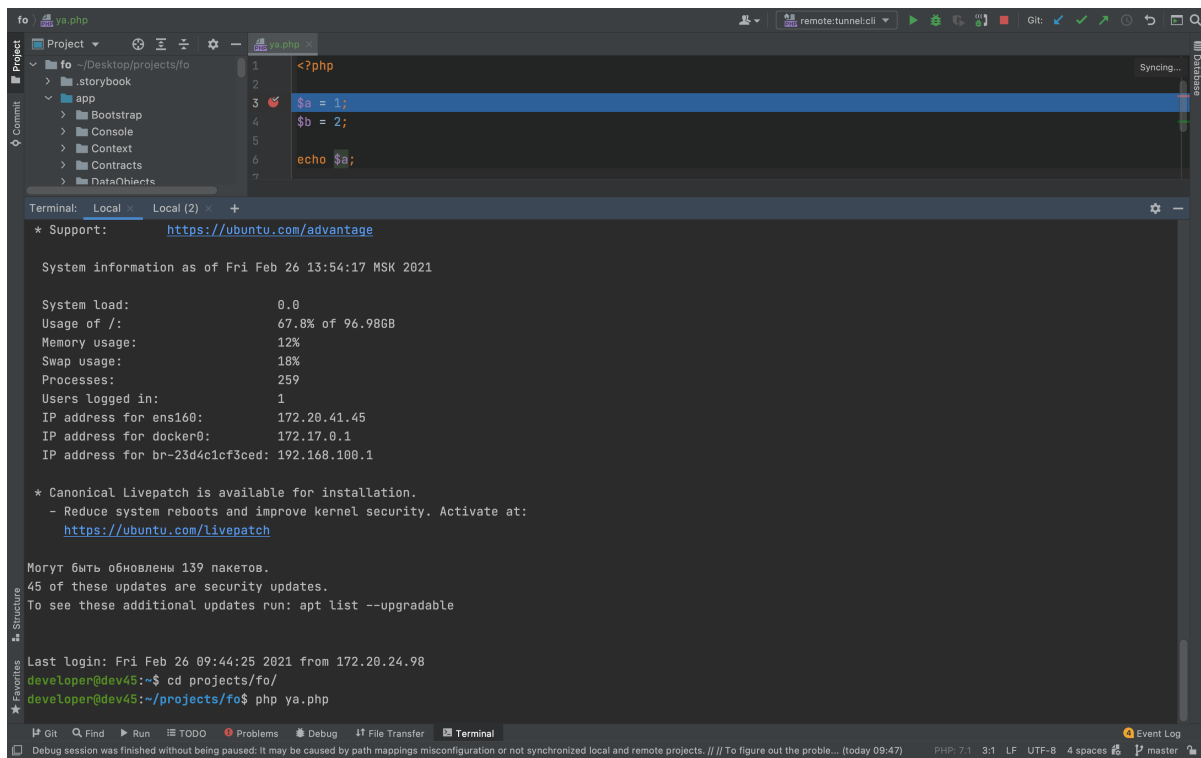 fo ya.php remote:tunnel:cli Git:
Project ya.php
fo ~/Desktop/projects/fo
.storybook
app
Bootstrap
Console
Context
Contracts
DataObjects
1 <?php
2
3 $a = 1;
4 $b = 2;
5
6 echo $a;
7
Syncing...
Project
Commit
Structure
Favorites
Database
Terminal: Local Local (2) +
* Support: https://ubuntu.com/advantage
System information as of Fri Feb 26 13:54:17 MSK 2021
System load: 0.0
Usage of /: 67.8% of 96.98GB
Memory usage: 12%
Swap usage: 18%
Processes: 259
Users logged in: 1
IP address for ens160: 172.20.41.45
IP address for docker0: 172.17.0.1
IP address for br-23d4c1cf3ced: 192.168.100.1
* Canonical Livepatch is available for installation.
- Reduce system reboots and improve kernel security. Activate at:
https://ubuntu.com/livepatch
Могут быть обновлены 139 пакетов.
45 of these updates are security updates.
To see these additional updates run: apt list --upgradable
Last login: Fri Feb 26 09:44:25 2021 from 172.20.24.98
developer@dev45:~$ cd projects/fo/
developer@dev45:~/projects/fo$ php ya.php
Git Find Run TODO Problems Debug File Transfer Terminal 4 Event Log
Debug session was finished without being paused: It may be caused by path mappings misconfiguration or not synchronized local and remote projects. // // To figure out the proble... (today 09:47) PHP: 7.1 3:1 LF UTF-8 4 spaces master